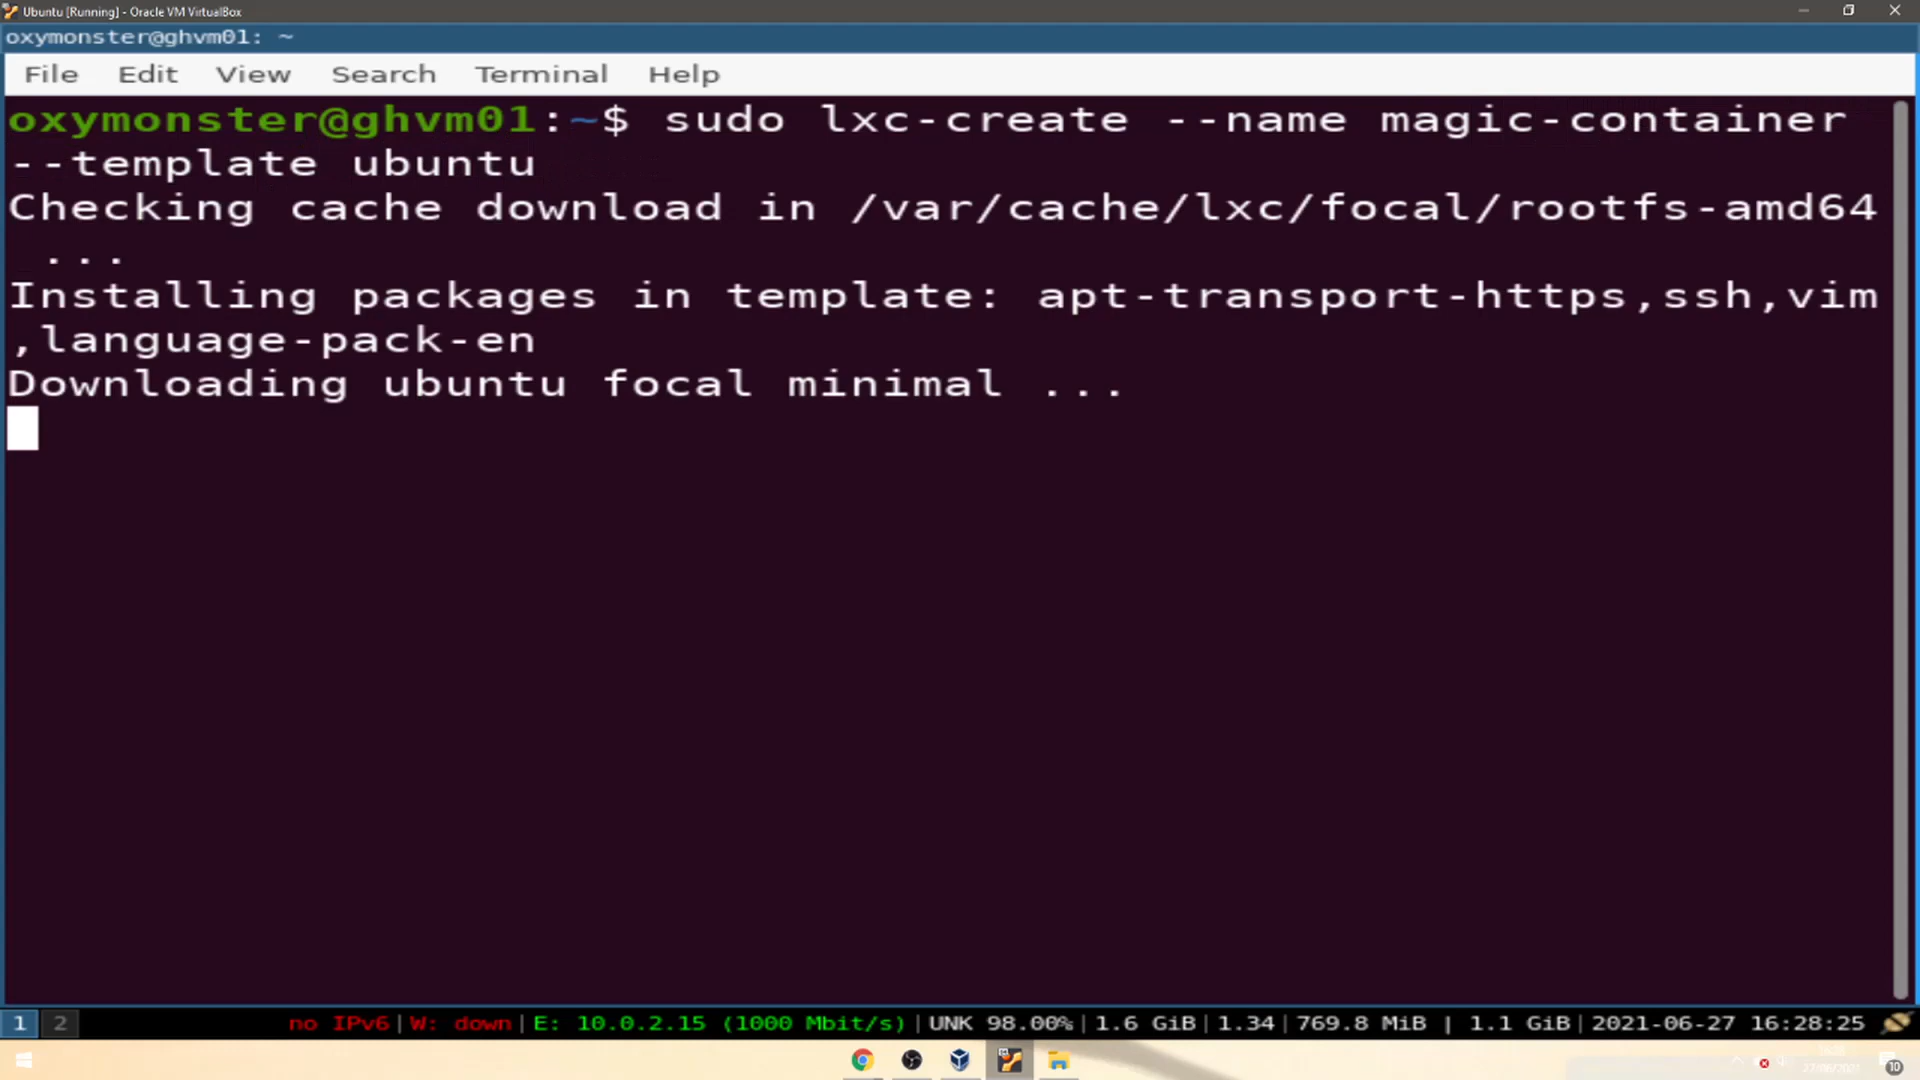 Ubuntu [Running] - Oracle VM VirtualBox
oxymonster@ghvm01: ~
File Edit View Search Terminal Help
oxymonster@ghvm01:~$ sudo lxc-create --name magic-container
--template ubuntu
Checking cache download in /var/cache/lxc/focal/rootfs-amd64
...
Installing packages in template: apt-transport-https,ssh,vim
,language-pack-en
Downloading ubuntu focal minimal ...
1 2 no IPv6|W: down|E: 10.0.2.15 (1000 Mbit/s)|UNK 98.00%|1.6 GiB|1.34|769.8 MiB | 1.1 GiB|2021-06-27 16:28:25
10